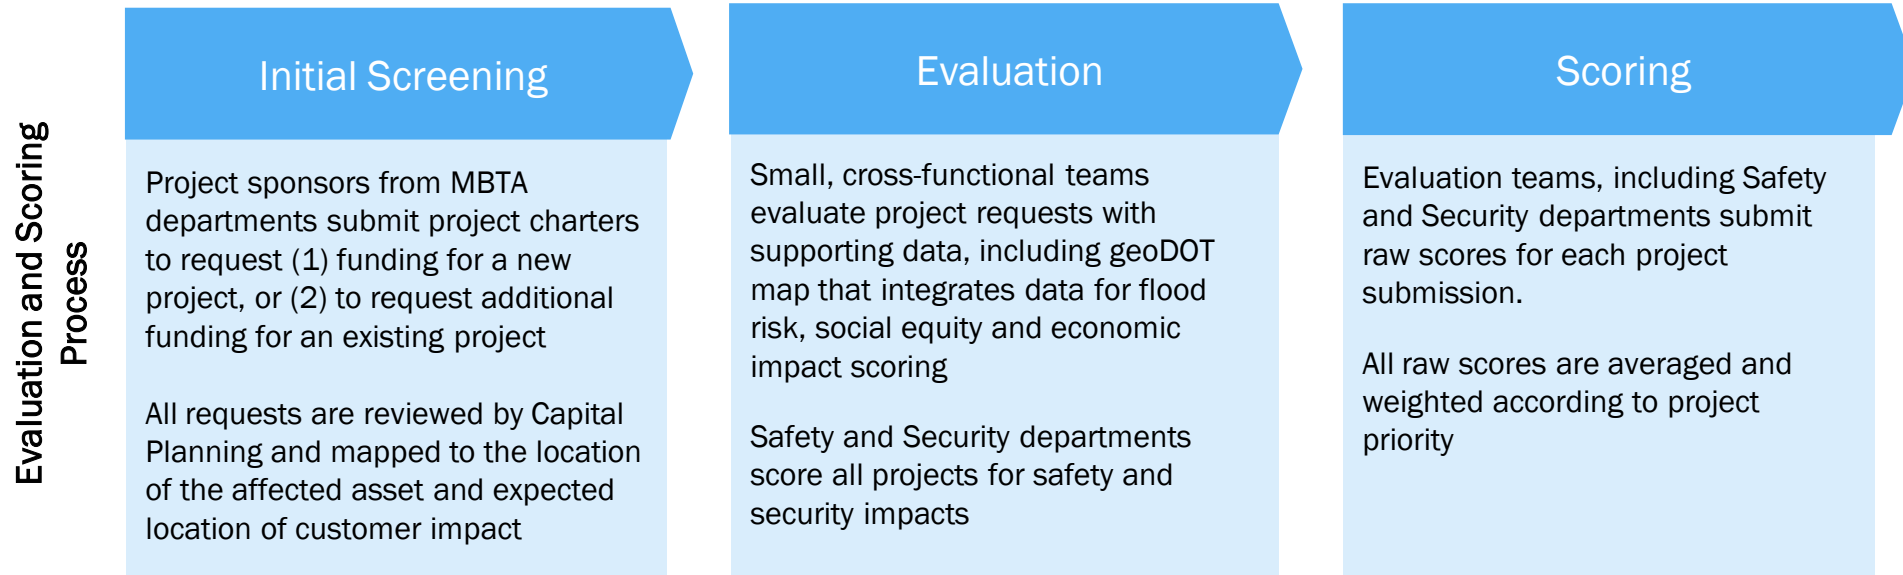 Evaluation and Scoring
Process
Initial Screening
Project sponsors from MBTA
departments submit project charters
to request (1) funding for a new
project, or (2) to request additional
funding for an existing project
All requests are reviewed by Capital
Planning and mapped to the location
of the affected asset and expected
location of customer impact
Evaluation
Small, cross-functional teams
evaluate project requests with
supporting data, including geoDOT
map that integrates data for flood
risk, social equity and economic
impact scoring
Safety and Security departments
score all projects for safety and
security impacts
Scoring
Evaluation teams, including Safety
and Security departments submit
raw scores for each project
submission.
All raw scores are averaged and
weighted according to project
priority